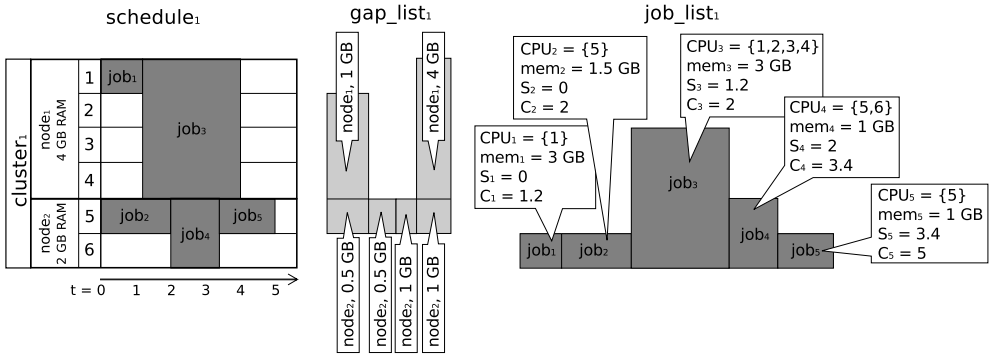 schedule₁
gap_list₁
job_list₁
cluster₁
node₁
4 GB RAM
node₂
2 GB RAM
1
2
3
4
5
6
job₁
job₃
job₂
job₄
job₅
t = 0
1
2
3
4
5
node₁, 1 GB
node₁, 4 GB
node₂, 0.5 GB
node₂, 0.5 GB
node₂, 1 GB
node₂, 1 GB
CPU₂ = {5}
mem₂ = 1.5 GB
S₂ = 0
C₂ = 2
CPU₃ = {1,2,3,4}
mem₃ = 3 GB
S₃ = 1.2
C₃ = 2
CPU₁ = {1}
mem₁ = 3 GB
S₁ = 0
C₁ = 1.2
CPU₄ = {5,6}
mem₄ = 1 GB
S₄ = 2
C₄ = 3.4
CPU₅ = {5}
mem₅ = 1 GB
S₅ = 3.4
C₅ = 5
job₁
job₂
job₃
job₄
job₅